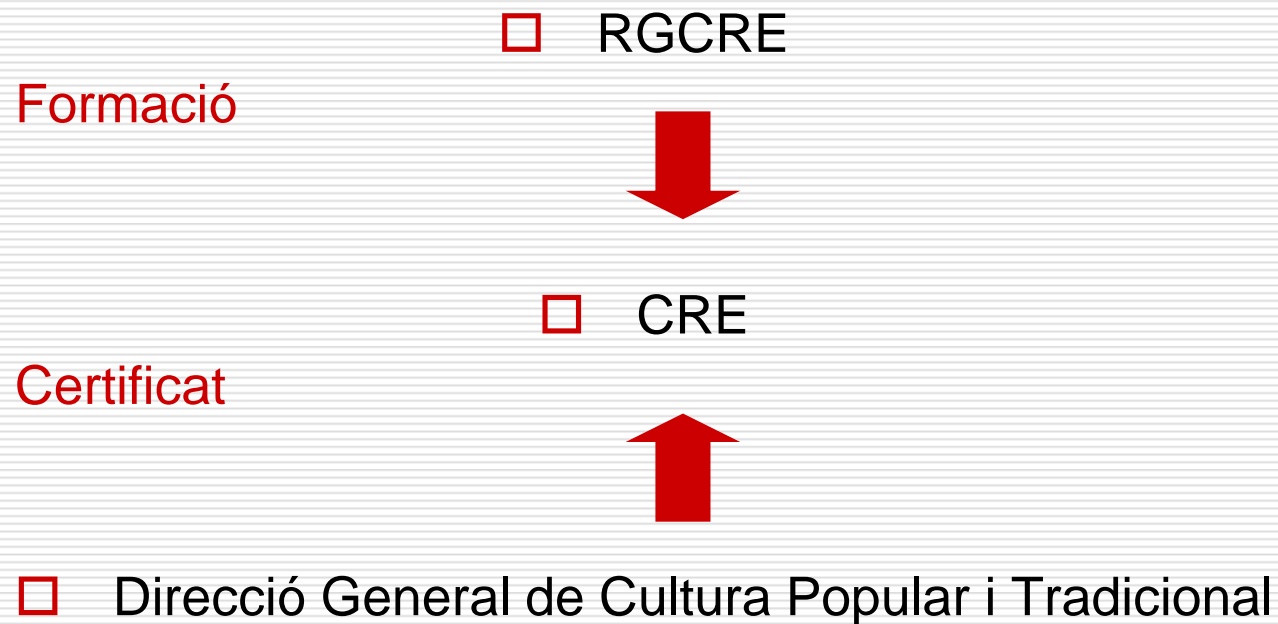 RGCRE
Formació
CRE
Certificat
Direcció General de Cultura Popular i Tradicional